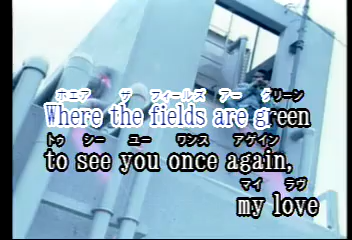 ホエア ザ フィールズ アー グリーン
Where the fields are green
トゥ シー ユー ワンス アゲイン
to see you once again,
マイ ラヴ
my love